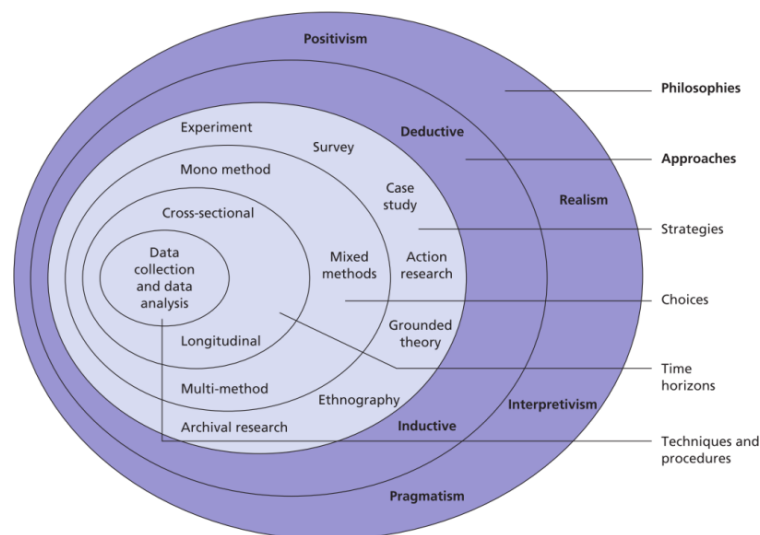 Positivism
Philosophies
Experiment
Deductive
Survey
Approaches
Mono method
Case
study
Realism
Cross-sectional
Strategies
Data
collection
and data
analysis
Mixed
methods
Action
research
Choices
Grounded
theory
Longitudinal
Time
horizons
Multi-method
Ethnography
Interpretivism
Archival research
Inductive
Techniques and
procedures
Pragmatism